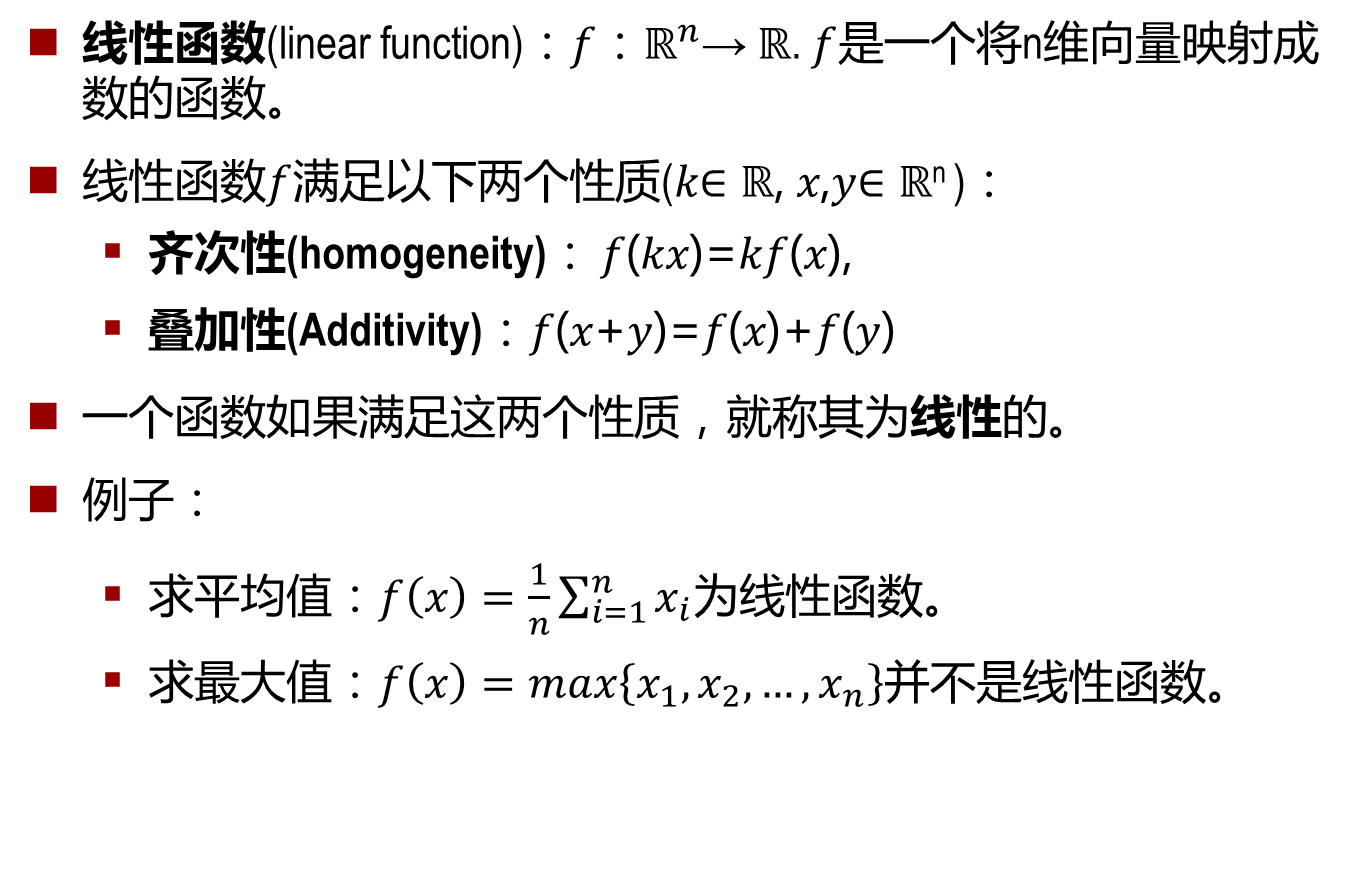 线性函数(linear function)：𝑓 ：ℝⁿ→ ℝ. 𝑓是一个将n维向量映射成
数的函数。
线性函数𝑓满足以下两个性质(𝑘∈ ℝ, 𝑥,𝑦∈ ℝⁿ )：
齐次性(homogeneity)： 𝑓(𝑘𝑥)=𝑘𝑓(𝑥),
叠加性(Additivity)：𝑓(𝑥+𝑦)=𝑓(𝑥)+𝑓(𝑦)
一个函数如果满足这两个性质，就称其为线性的。
例子：
求平均值：𝑓(𝑥) = \frac{1}{n} ∑_{i=1}^{n} 𝑥ᵢ为线性函数。
求最大值：𝑓(𝑥) = 𝑚𝑎𝑥{𝑥₁, 𝑥₂, … , 𝑥ₙ}并不是线性函数。